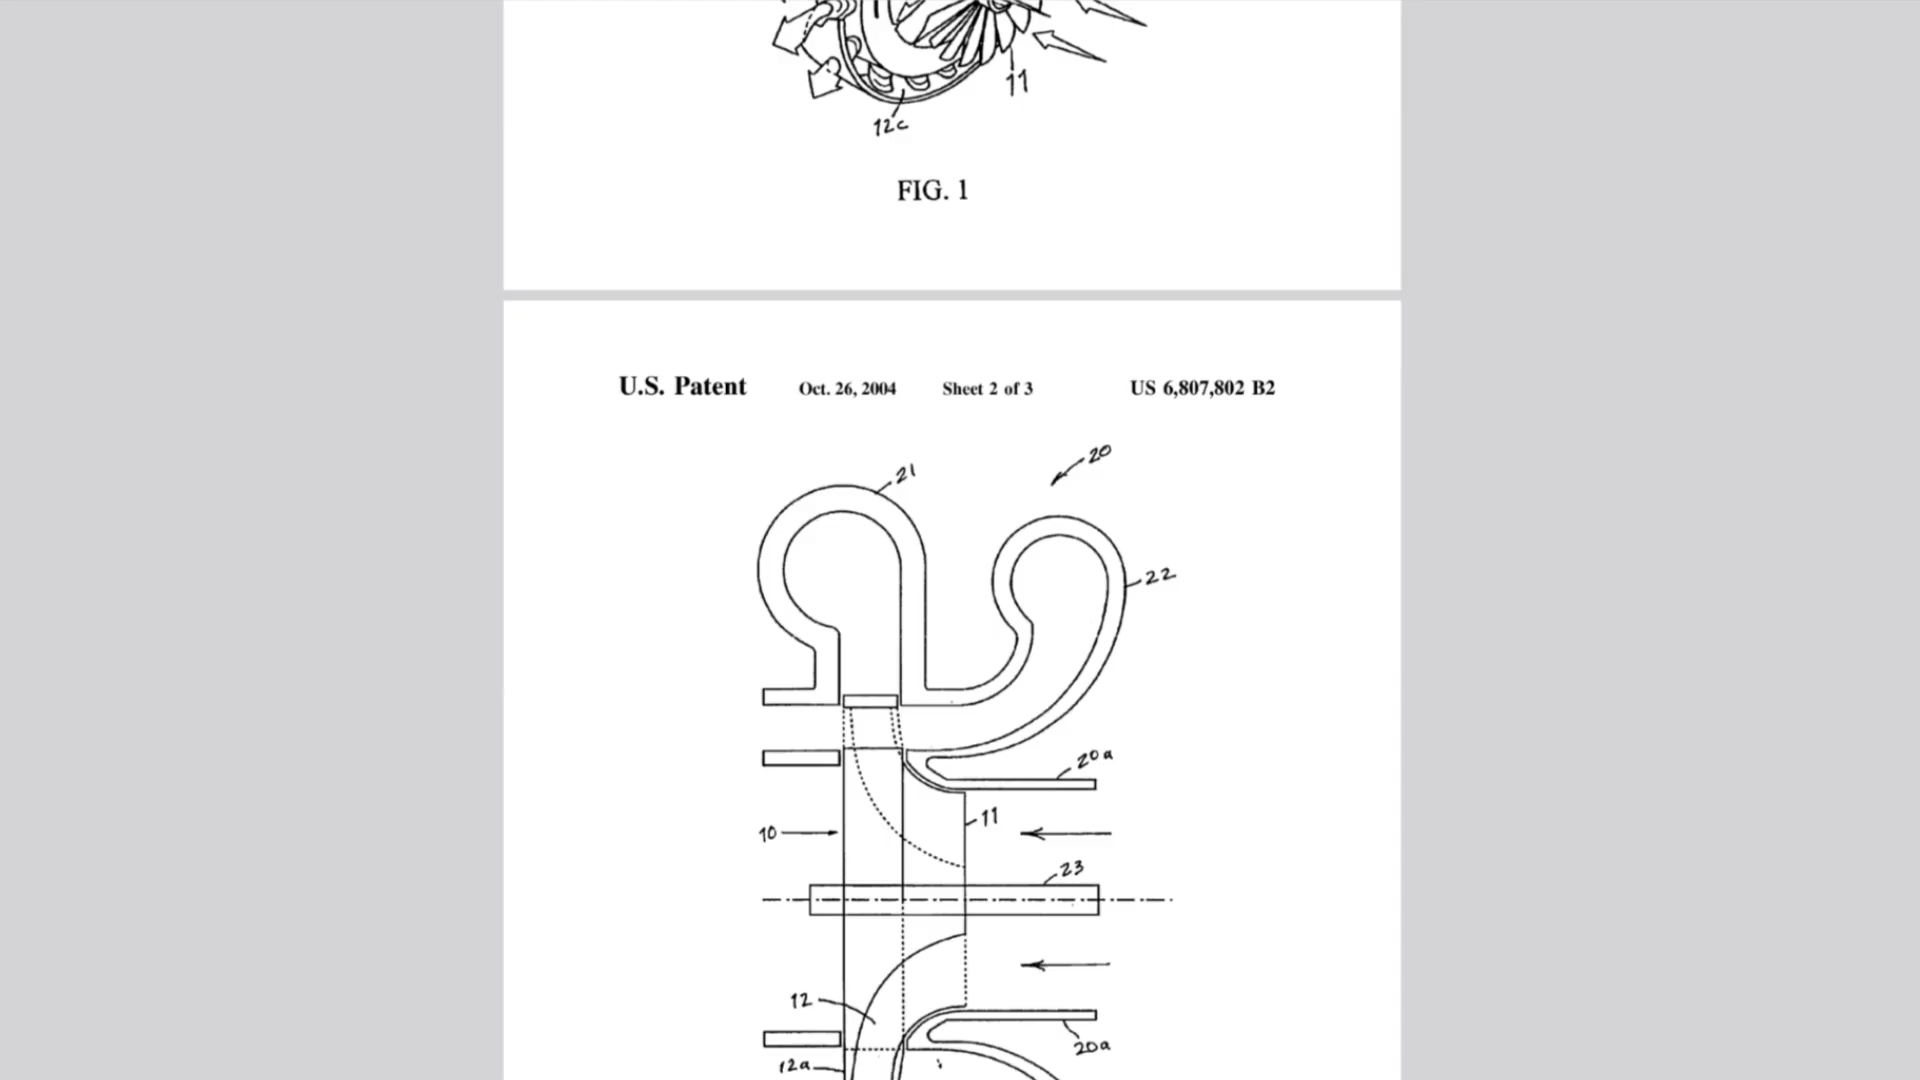 11
12c
FIG. 1
U.S. Patent Oct. 26, 2004 Sheet 2 of 3 US 6,807,802 B2
20
21
22
20a
11
10
23
12
20a
12a